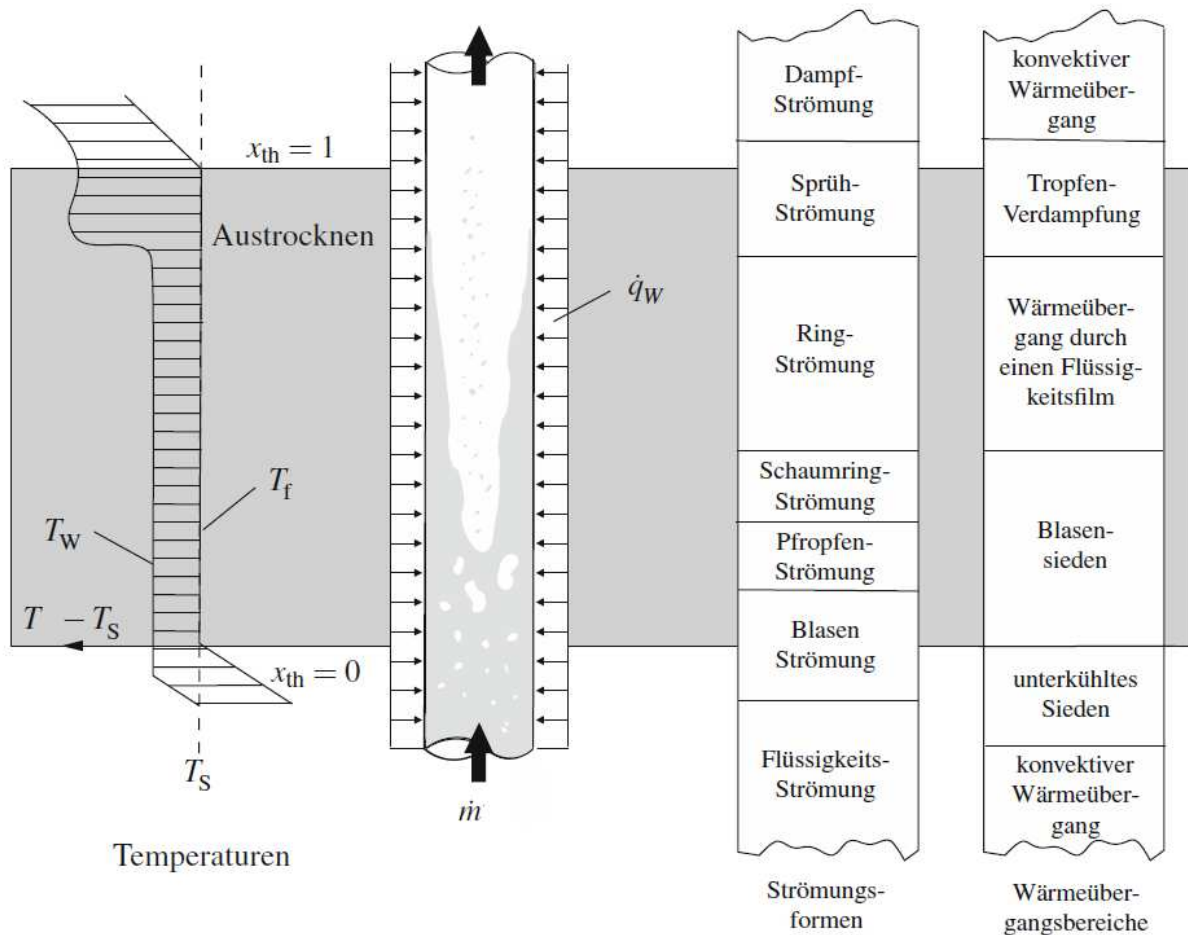 x_th = 1
Austrocknen
T_f
T_W
T - T_S
x_th = 0
T_S
Temperaturen
q̇_W
ṁ
Dampf-
Strömung
Sprüh-
Strömung
Ring-
Strömung
Schaumring-
Strömung
Pfropfen-
Strömung
Blasen
Strömung
Flüssigkeits-
Strömung
Strömungs-
formen
konvektiver
Wärmeüber-
gang
Tropfen-
Verdampfung
Wärmeüber-
gang durch
einen Flüssig-
keitsfilm
Blasen-
sieden
unterkühltes
Sieden
konvektiver
Wärmeüber-
gang
Wärmeüber-
gangsbereiche